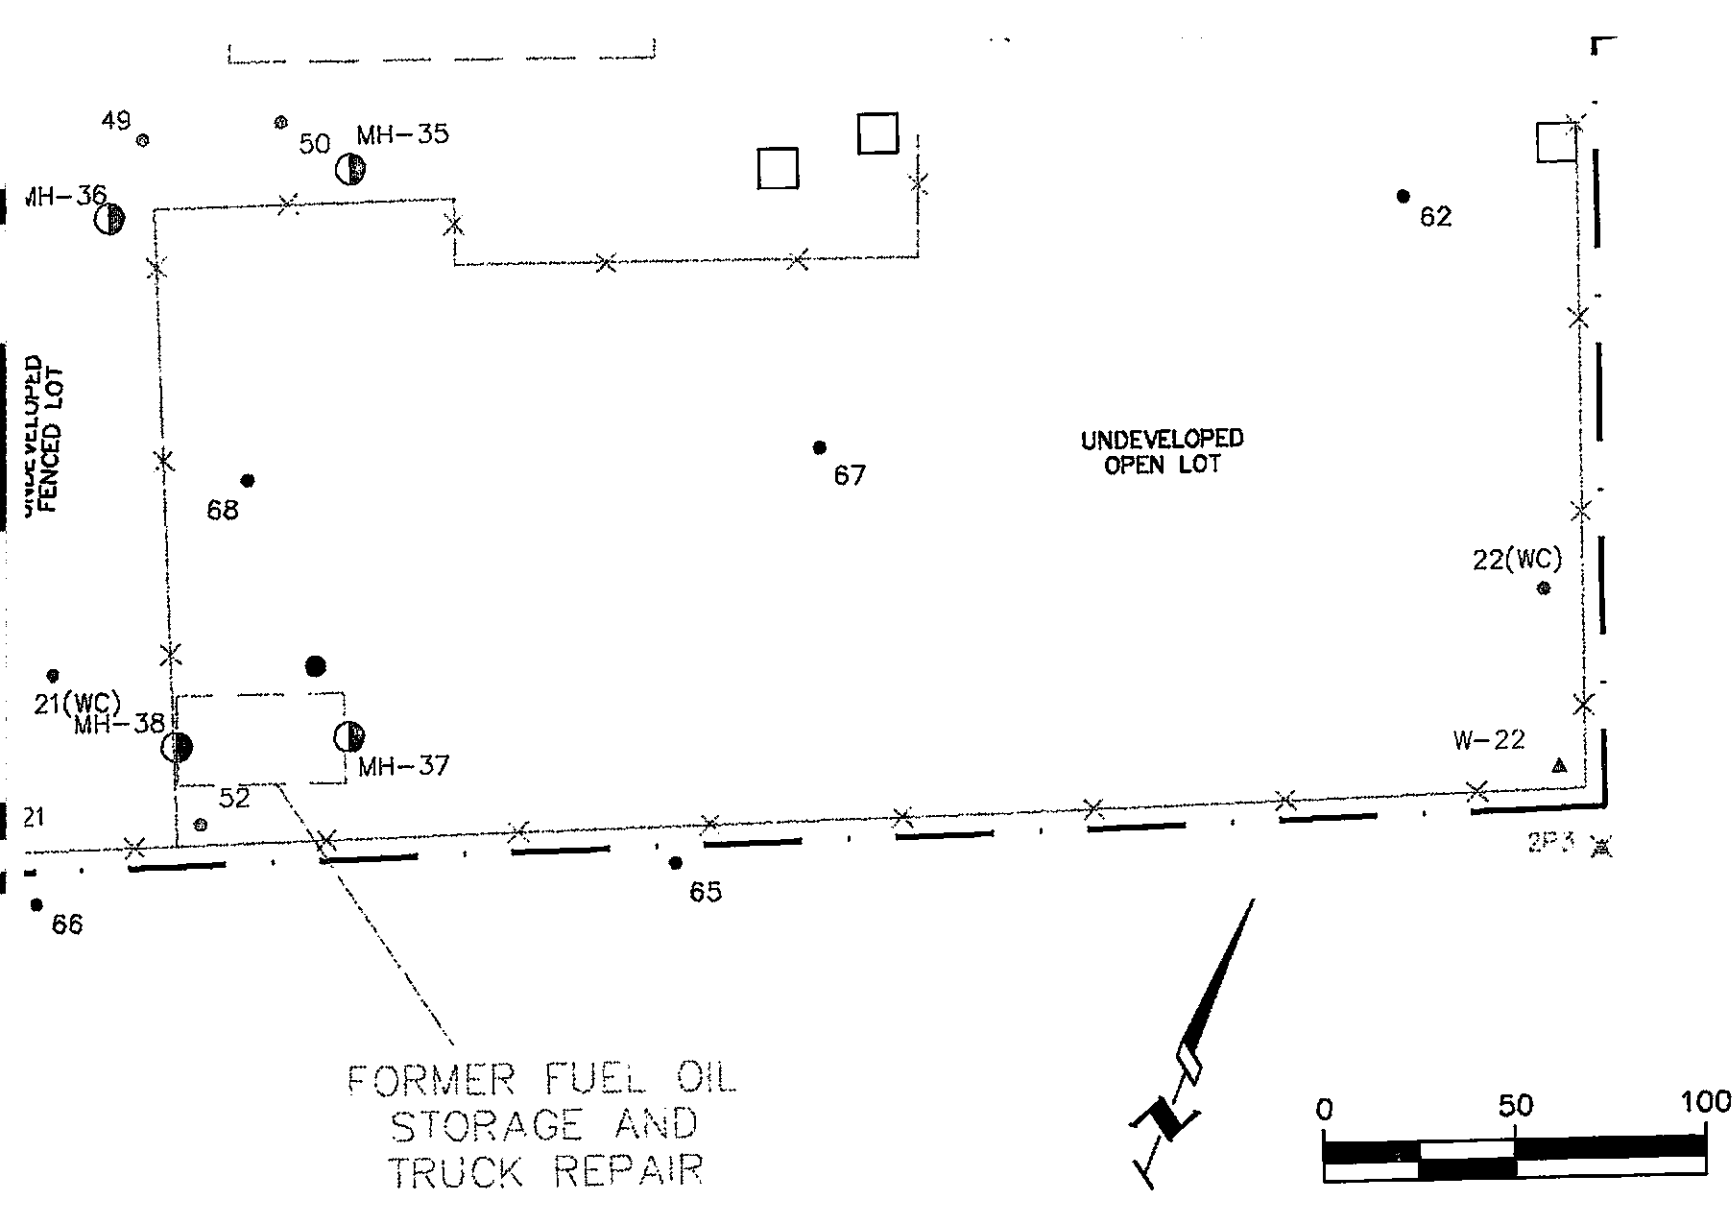 49
50
MH-35
MH-36
62
UNDEVELOPED
FENCED LOT
UNDEVELOPED
OPEN LOT
67
68
22(WC)
21(WC)
MH-38
W-22
MH-37
52
21
2P3
65
66
FORMER FUEL OIL
STORAGE AND
TRUCK REPAIR
N
0 50 100